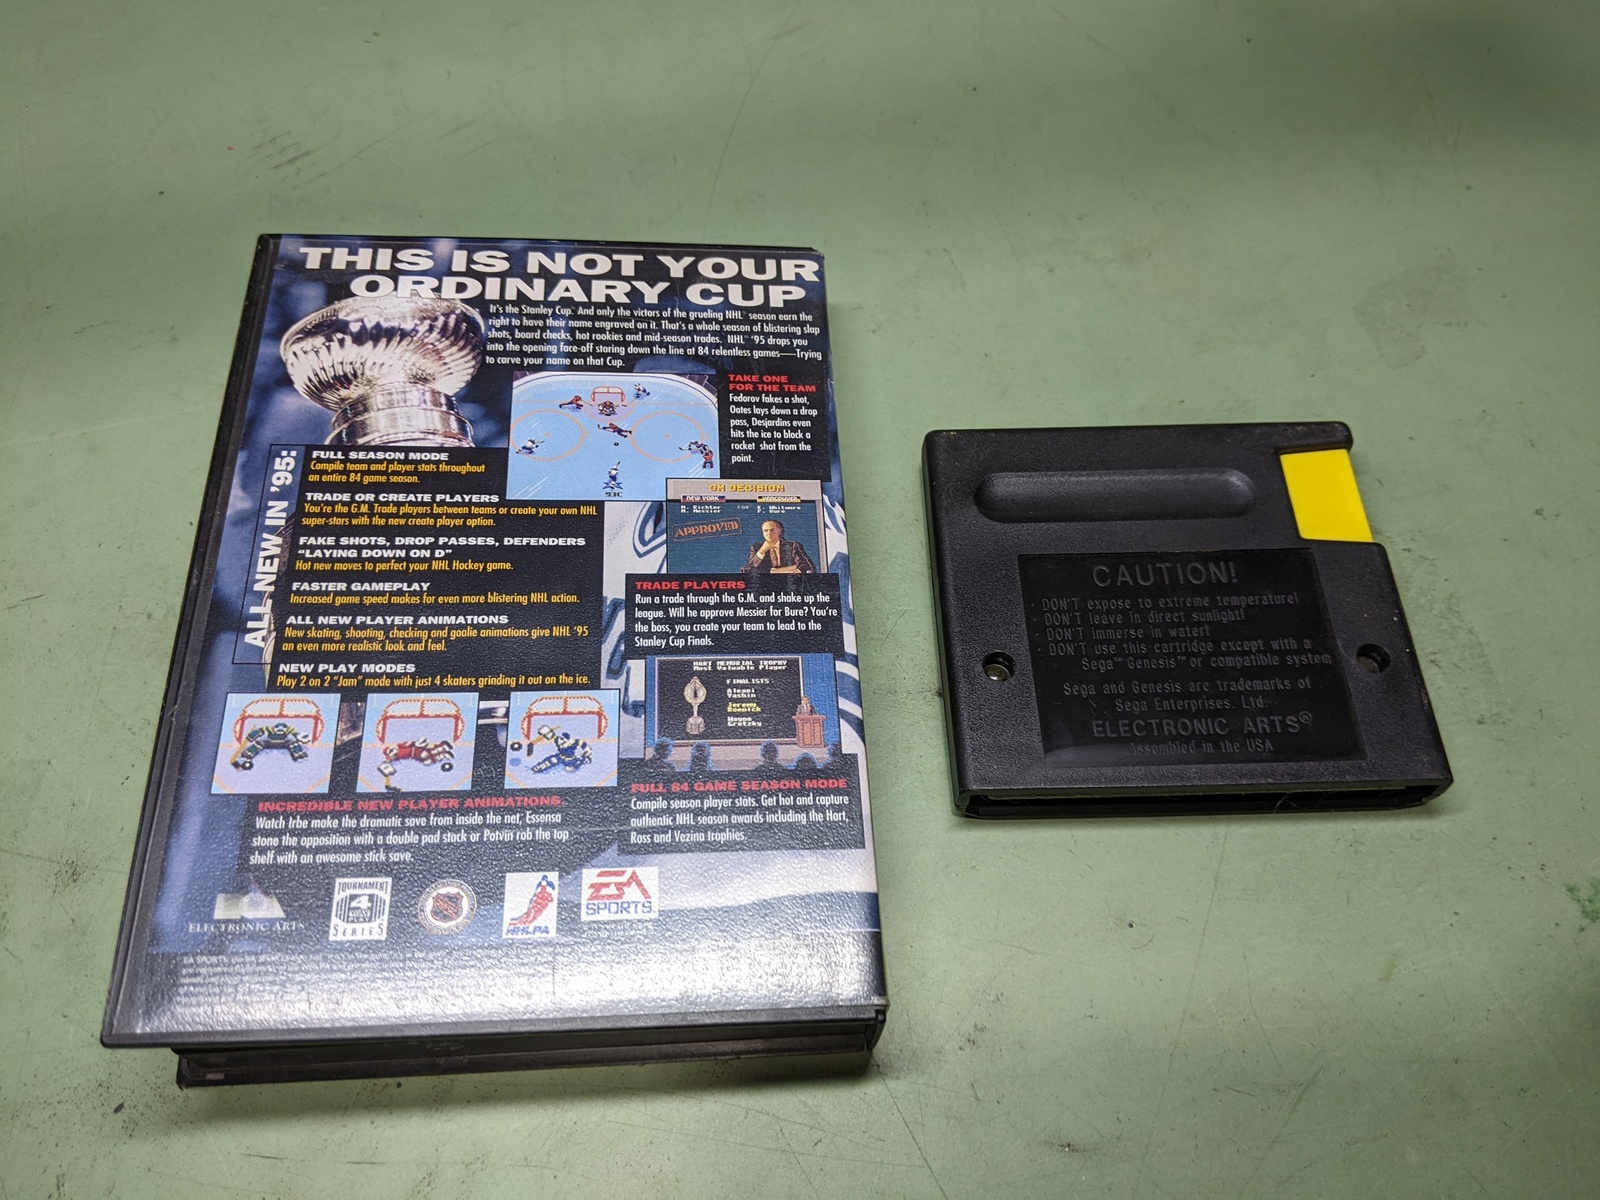 THIS IS NOT YOUR
ORDINARY CUP
It's the Stanley Cup. And only the victors of the grueling NHL® season earn the
right to have their name engraved on it. That's a whole season of blistering slap
shots, board checks, hot rookies and mid-season trades. NHL® '95 drops you
into the opening face-off staring down the line at 84 relentless games—Trying
to carve your name on that Cup.
TAKE ONE
FOR THE TEAM
Fedorov fakes a shot,
Oates lays down a drop
pass, Desjardins even
hits the ice to block a
rocket shot from the
point.
ALL NEW IN '95:
FULL SEASON MODE
Compile team and player stats throughout
an entire 84 game season.
TRADE OR CREATE PLAYERS
You're the G.M. Trade players between teams or create your own NHL
super-stars with the new create player option.
FAKE SHOTS, DROP PASSES, DEFENDERS
"LAYING DOWN ON D"
Hot new moves to perfect your NHL Hockey game.
FASTER GAMEPLAY
Increased game speed makes for even more blistering NHL action.
ALL NEW PLAYER ANIMATIONS
New skating, shooting, checking and goalie animations give NHL '95
an even more realistic look and feel.
NEW PLAY MODES
Play 2 on 2 "Jam" mode with just 4 skaters grinding it out on the ice.
93C
GM DECISION
NEW YORK VANCOUVER
M. Richter FOR K. Whitmore
M. Messier P. Bure
APPROVED
TRADE PLAYERS
Run a trade through the G.M. and shake up the
league. Will he approve Messier for Bure? You're
the boss, you create your team to lead to the
Stanley Cup Finals.
HART MEMORIAL TROPHY
Most Valuable Player
FINALISTS
Alexei
Yashin
Jeremy
Roenick
Wayne
Gretzky
FULL 84 GAME SEASON MODE
Compile season player stats. Get hot and capture
authentic NHL season awards including the Hart,
Ross and Vezina trophies.
INCREDIBLE NEW PLAYER ANIMATIONS.
Watch Irbe make the dramatic save from inside the net, Essensa
stone the opposition with a double pad stack or Potvin rob the top
shelf with an awesome stick save.
ELECTRONIC ARTS
TOURNAMENT
4
WAY
PLAY
SERIES
NHL
NHLPA
EA
SPORTS
EA SPORTS
CAUTION!
· DON'T expose to extreme temperature!
· DON'T leave in direct sunlight!
· DON'T immerse in water!
· DON'T use this cartridge except with a
Sega™ Genesis™ or compatible system
Sega and Genesis are trademarks of
Sega Enterprises, Ltd.
ELECTRONIC ARTS®
Assembled in the USA